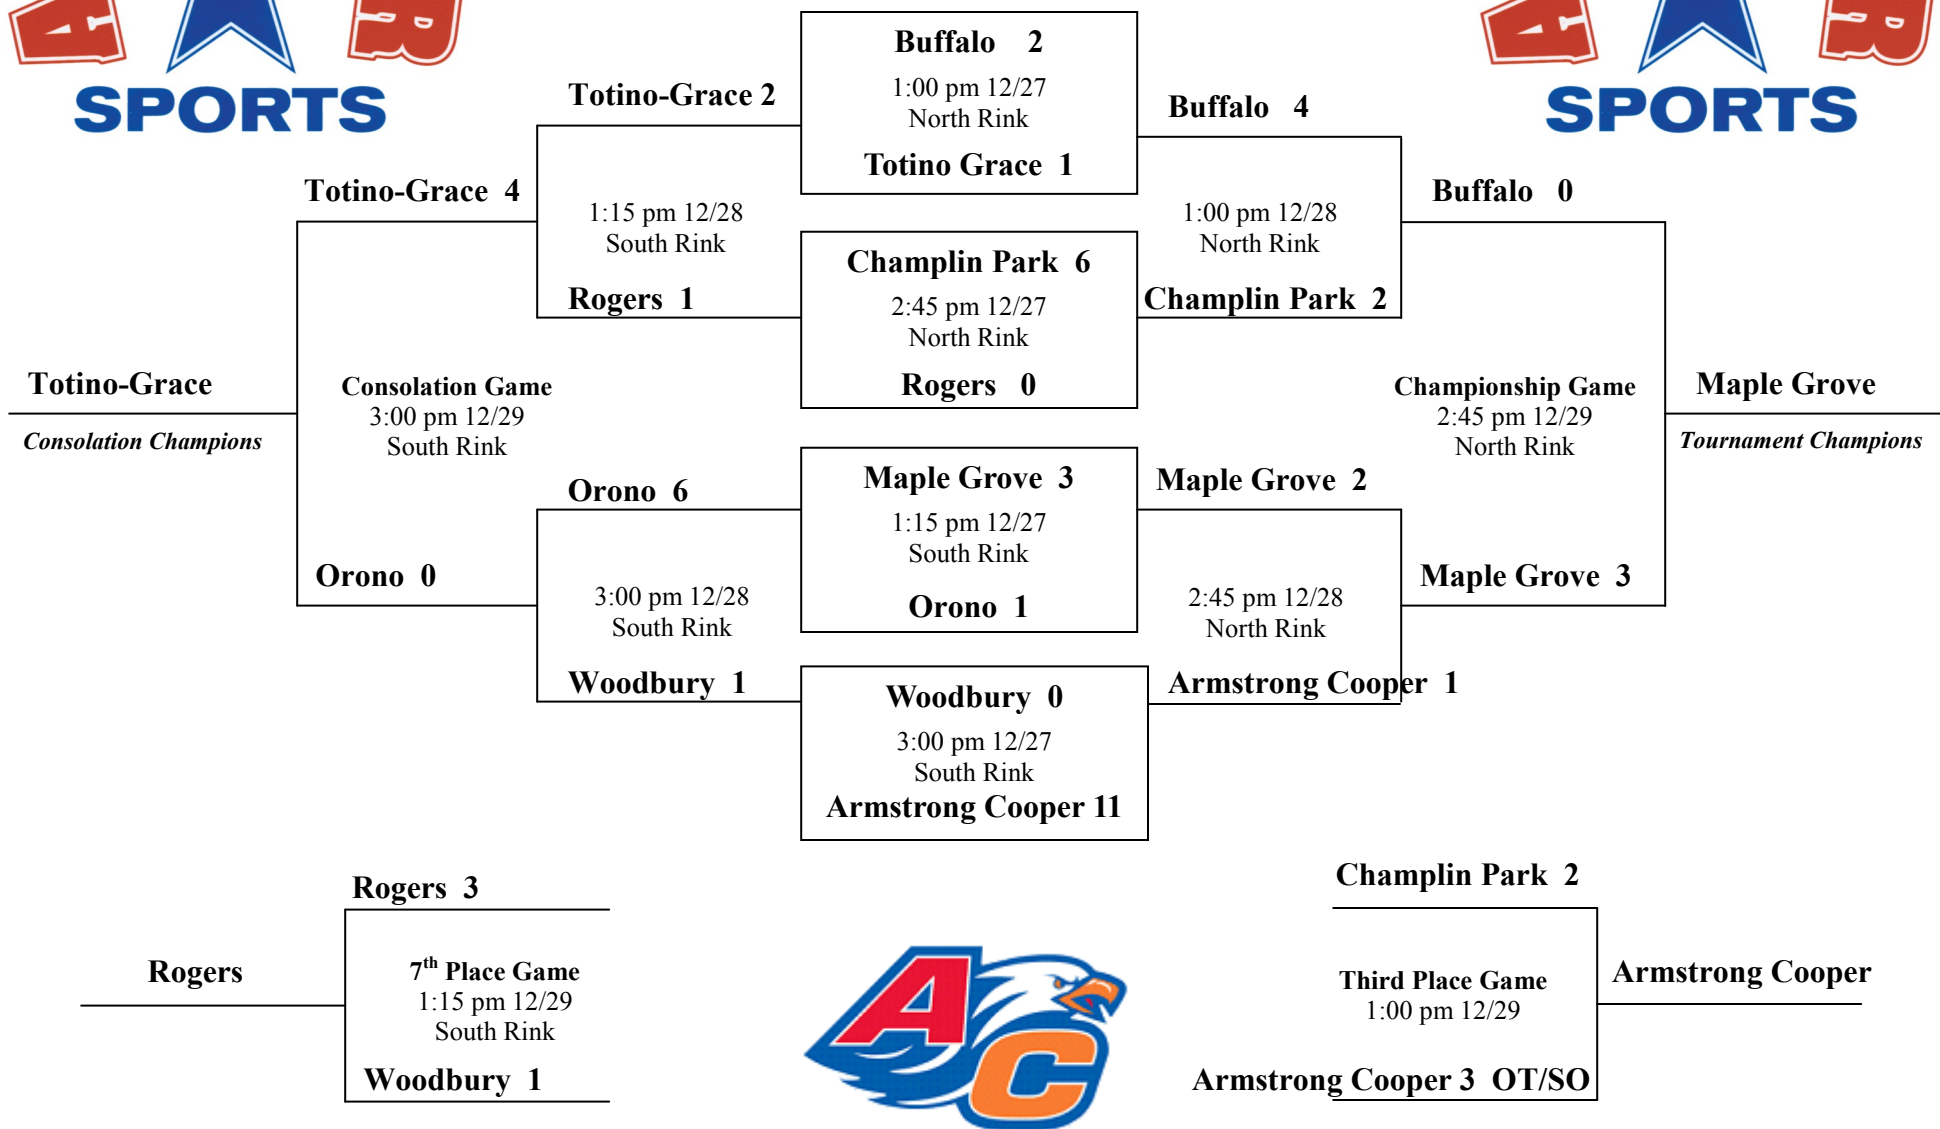 A R
SPORTS
A R
SPORTS
Buffalo 2
1:00 pm 12/27
North Rink
Totino Grace 1
Champlin Park 6
2:45 pm 12/27
North Rink
Rogers 0
Maple Grove 3
1:15 pm 12/27
South Rink
Orono 1
Woodbury 0
3:00 pm 12/27
South Rink
Armstrong Cooper 11
Totino-Grace 2
1:15 pm 12/28
South Rink
Rogers 1
Orono 6
3:00 pm 12/28
South Rink
Woodbury 1
Totino-Grace 4
Consolation Game
3:00 pm 12/29
South Rink
Orono 0
Totino-Grace
Consolation Champions
Buffalo 4
1:00 pm 12/28
North Rink
Champlin Park 2
Maple Grove 2
2:45 pm 12/28
North Rink
Armstrong Cooper 1
Buffalo 0
Championship Game
2:45 pm 12/29
North Rink
Maple Grove 3
Maple Grove
Tournament Champions
Rogers 3
7th Place Game
1:15 pm 12/29
South Rink
Woodbury 1
Rogers
AC
Champlin Park 2
Third Place Game
1:00 pm 12/29
Armstrong Cooper 3 OT/SO
Armstrong Cooper